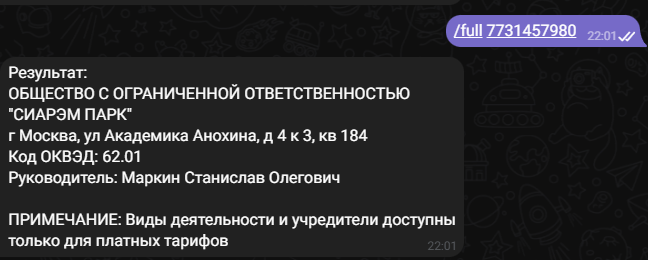 /full 7731457980 22:01
Результат:
ОБЩЕСТВО С ОГРАНИЧЕННОЙ ОТВЕТСТВЕННОСТЬЮ
"СИАРЭМ ПАРК"
г Москва, ул Академика Анохина, д 4 к 3, кв 184
Код ОКВЭД: 62.01
Руководитель: Маркин Станислав Олегович
ПРИМЕЧАНИЕ: Виды деятельности и учредители доступны
только для платных тарифов 22:01